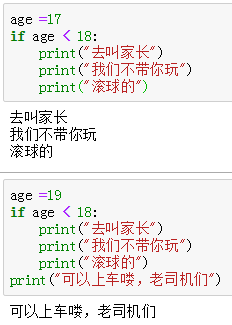 age =17
if age < 18:
    print("去叫家长")
    print("我们不带你玩")
    print("滚球的")
去叫家长
我们不带你玩
滚球的
age =19
if age < 18:
    print("去叫家长")
    print("我们不带你玩")
    print("滚球的")
print("可以上车喽，老司机们")
可以上车喽，老司机们